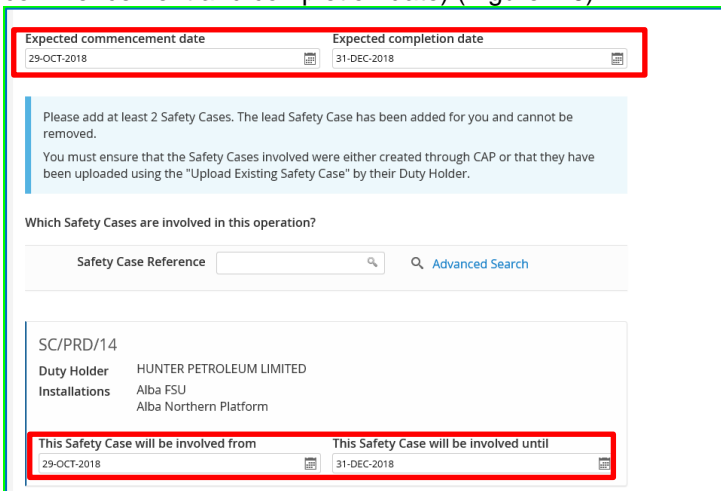 Expected commencement date Expected completion date
29-OCT-2018 31-DEC-2018
Please add at least 2 Safety Cases. The lead Safety Case has been added for you and cannot be
removed.
You must ensure that the Safety Cases involved were either created through CAP or that they have
been uploaded using the "Upload Existing Safety Case" by their Duty Holder.
Which Safety Cases are involved in this operation?
Safety Case Reference Advanced Search
SC/PRD/14
Duty Holder HUNTER PETROLEUM LIMITED
Installations Alba FSU
Alba Northern Platform
This Safety Case will be involved from This Safety Case will be involved until
29-OCT-2018 31-DEC-2018